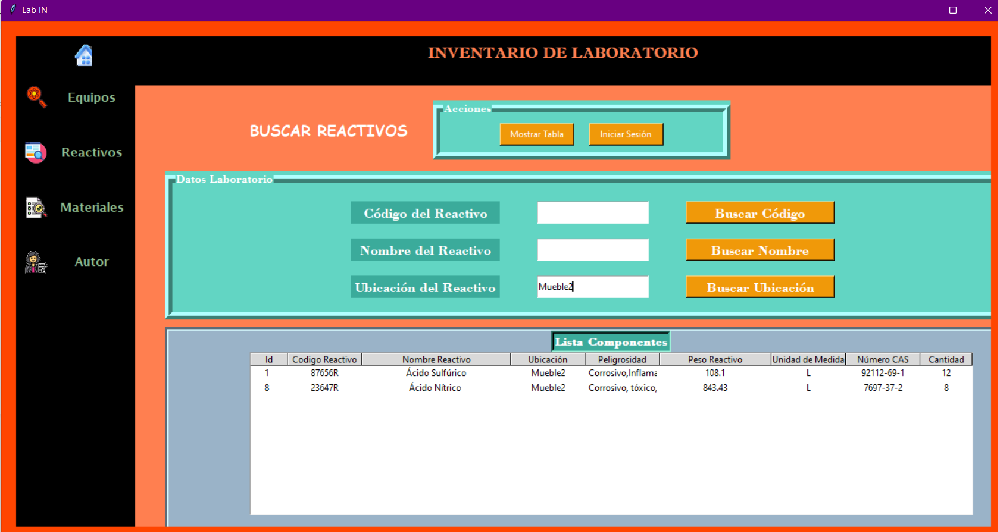 Lab IN
INVENTARIO DE LABORATORIO
Equipos
Reactivos
Materiales
Autor
BUSCAR REACTIVOS
Acciones
Mostrar Tabla Iniciar Sesión
Datos Laboratorio
Código del Reactivo Buscar Código
Nombre del Reactivo Buscar Nombre
Ubicación del Reactivo Mueble2 Buscar Ubicación
Lista Componentes
Id Codigo Reactivo Nombre Reactivo Ubicación Peligrosidad Peso Reactivo Unidad de Medida Número CAS Cantidad
1 87656R Ácido Sulfúrico Mueble2 Corrosivo,Inflama 108.1 L 92112-69-1 12
8 23647R Ácido Nítrico Mueble2 Corrosivo, tóxico, 843.43 L 7697-37-2 8